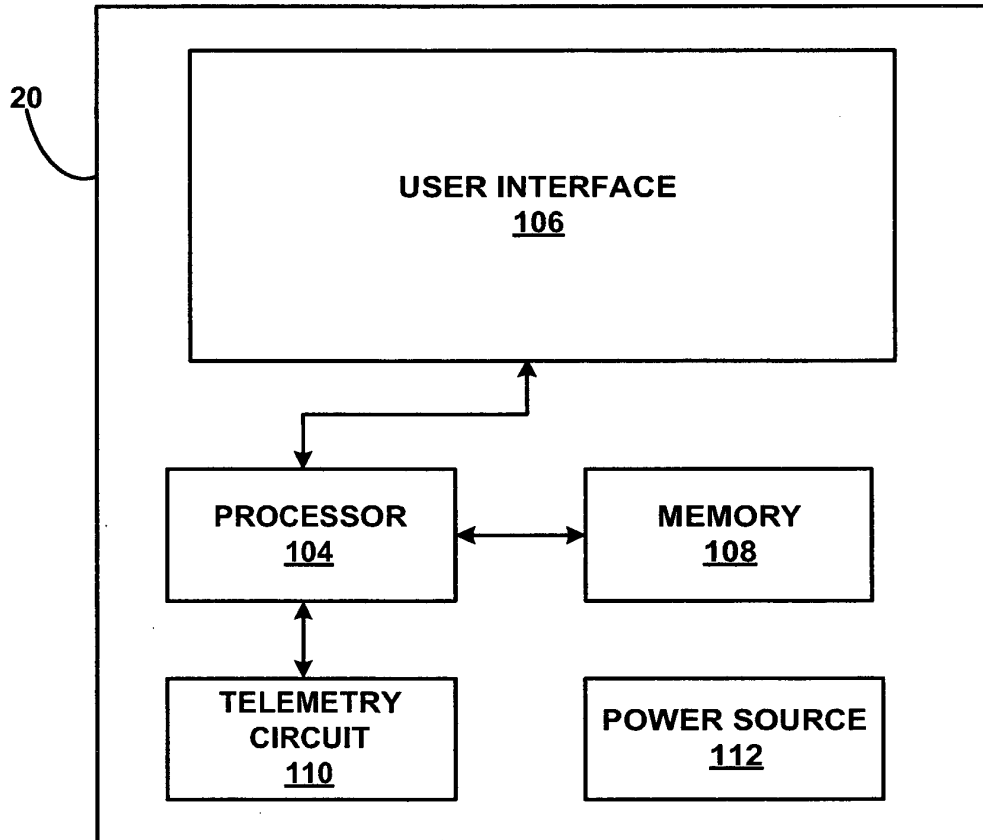 20
USER INTERFACE
106
PROCESSOR
104
MEMORY
108
TELEMETRY
CIRCUIT
110
POWER SOURCE
112